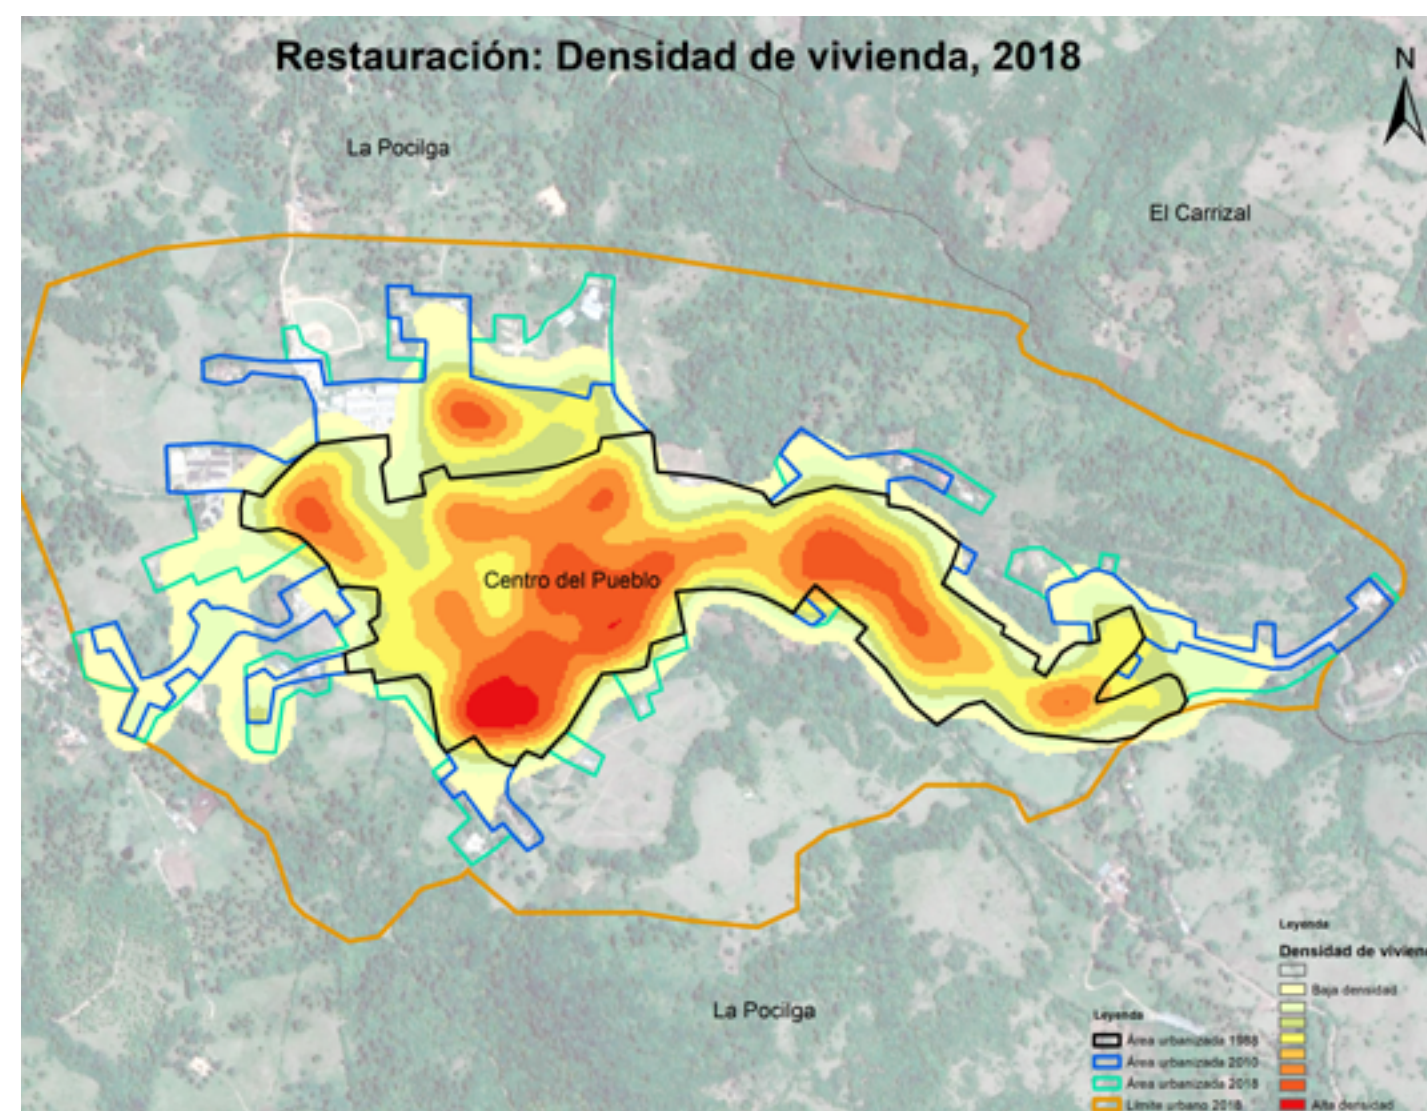 Restauración: Densidad de vivienda, 2018
N
La Pocilga
El Carrizal
Centro del Pueblo
La Pocilga
Leyenda
Área urbanizada 1988
Área urbanizada 2010
Área urbanizada 2018
Límite urbano 2018
Leyenda
Densidad de vivien
Baja densidad
Alta densidad